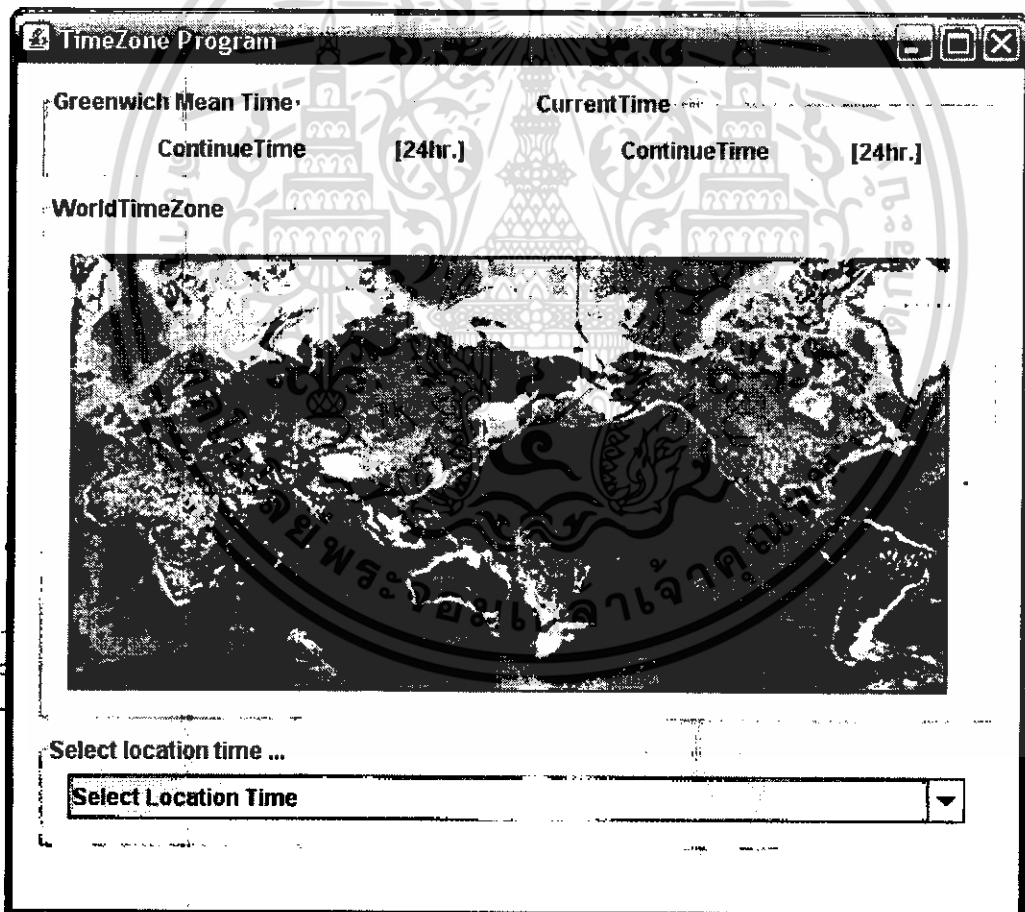 TimeZone Program
Greenwich Mean Time
CurrentTime
ContinueTime [24hr.]
ContinueTime [24hr.]
WorldTimeZone
Select location time ...
Select Location Time